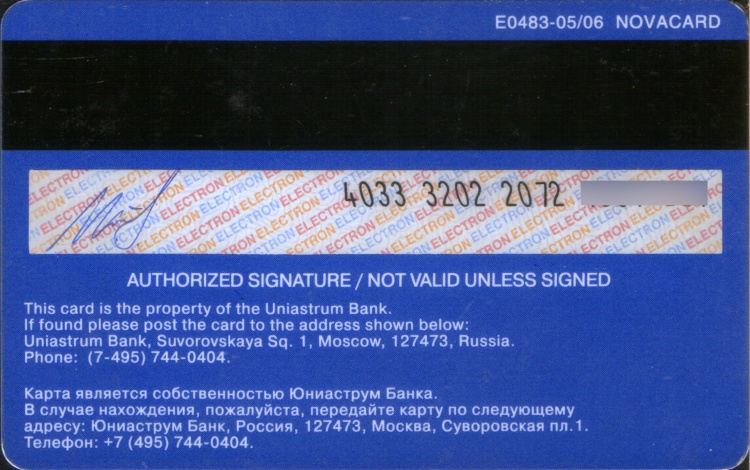 E0483-05/06 NOVACARD
ELECTRON
4033 3202 2072
AUTHORIZED SIGNATURE / NOT VALID UNLESS SIGNED
This card is the property of the Uniastrum Bank.
If found please post the card to the address shown below:
Uniastrum Bank, Suvorovskaya Sq. 1, Moscow, 127473, Russia.
Phone: (7-495) 744-0404.
Карта является собственностью Юниаструм Банка.
В случае нахождения, пожалуйста, передайте карту по следующему
адресу: Юниаструм Банк, Россия, 127473, Москва, Суворовская пл.1.
Телефон: +7 (495) 744-0404.